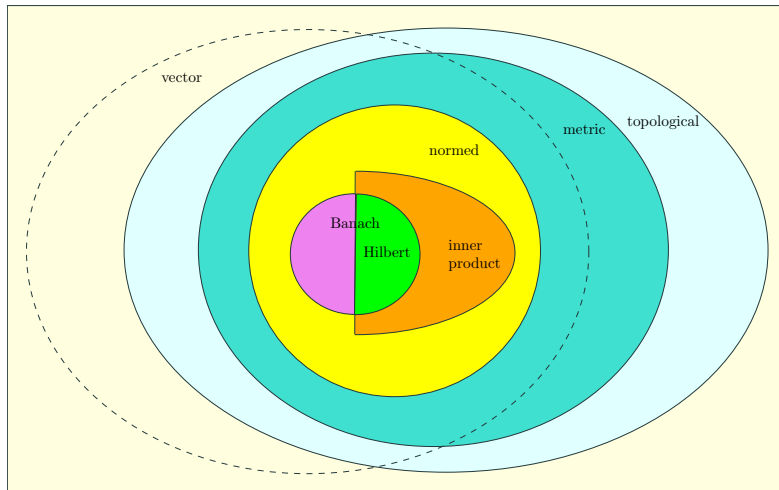 vector
topological
metric
normed
Banach
Hilbert
inner
product